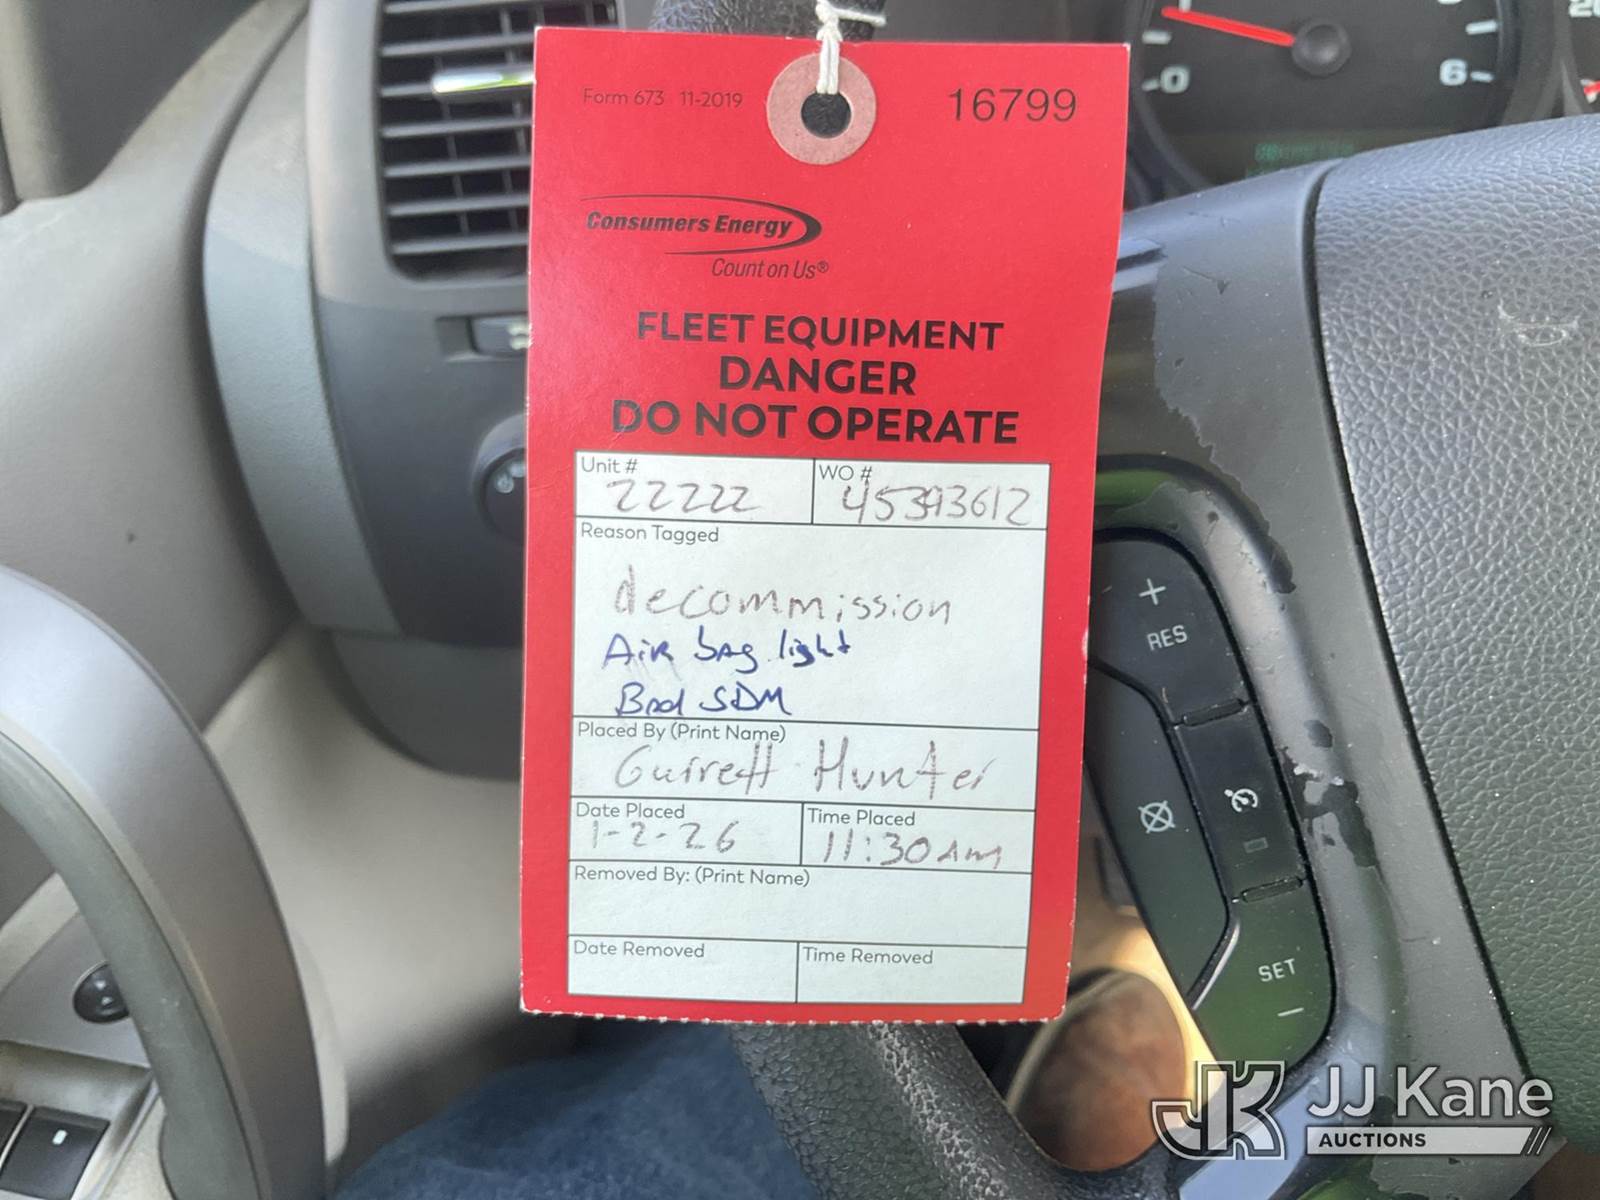 Form 673 11-2019
16799
Consumers Energy
Count on Us®
FLEET EQUIPMENT
DANGER
DO NOT OPERATE
Unit #
22222
WO #
45393612
Reason Tagged
decommission
Air bag light
Bad SDM
Placed By (Print Name)
Garrett Hunter
Date Placed
1-2-26
Time Placed
11:30 AM
Removed By: (Print Name)
Date Removed
Time Removed
0
6
+
RES
SET
—
JK
JJ Kane
AUCTIONS